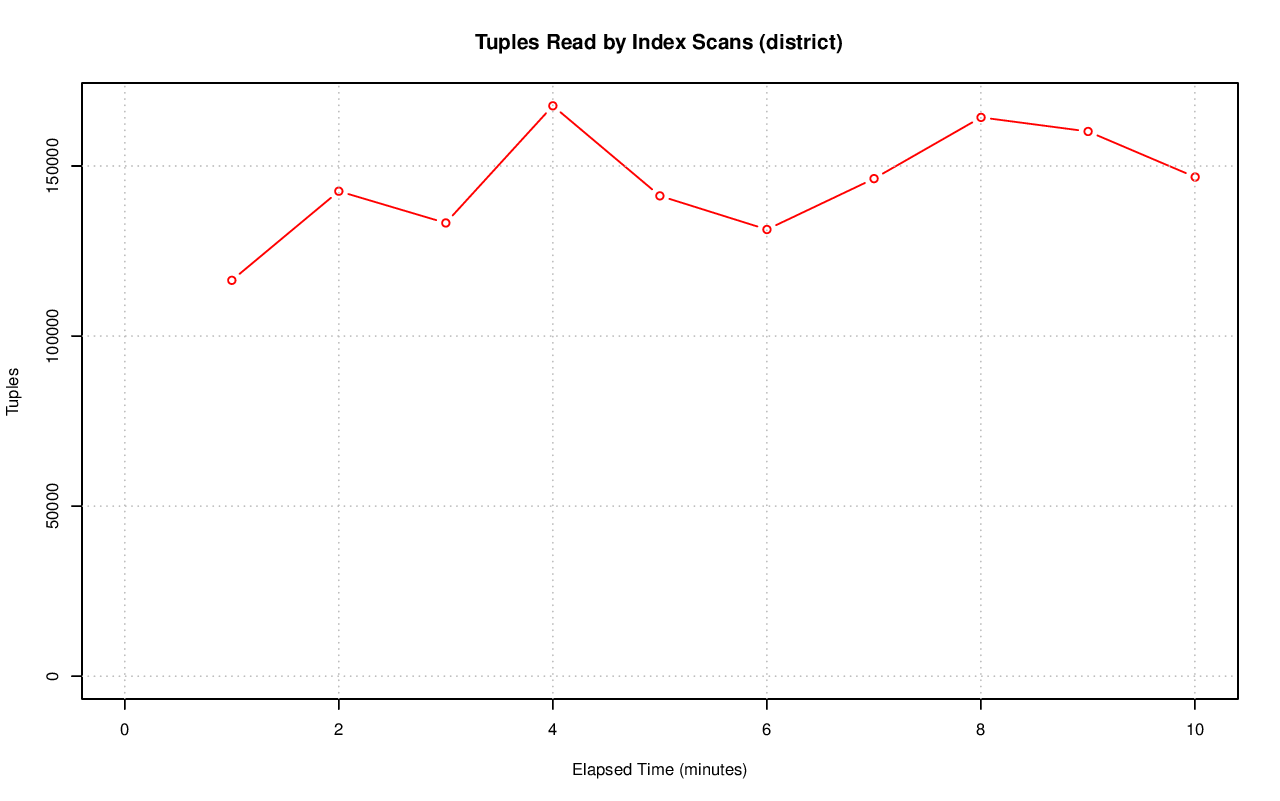 Tuples Read by Index Scans (district)
Tuples
150000
100000
50000
0
0 2 4 6 8 10
Elapsed Time (minutes)